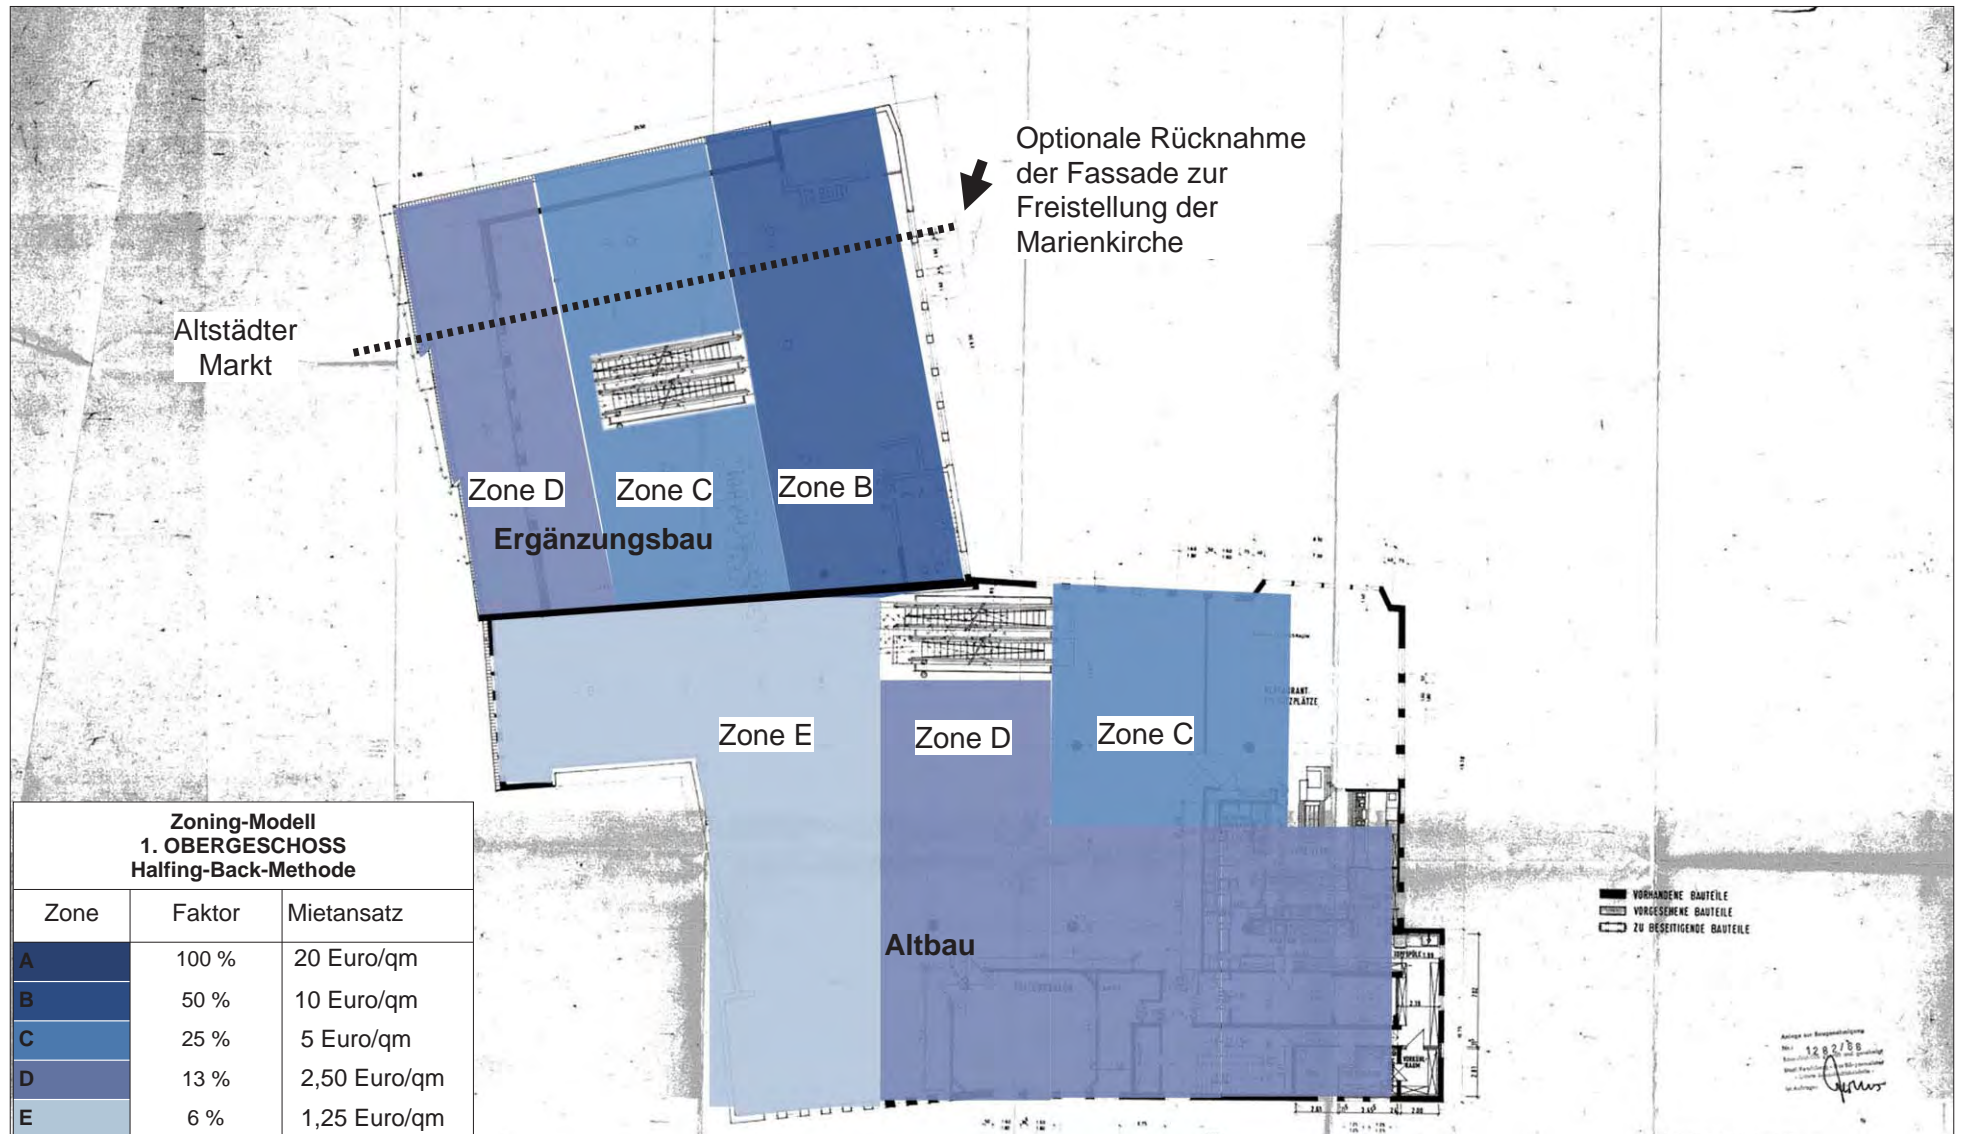 Optionale Rücknahme
der Fassade zur
Freistellung der
Marienkirche
Altstädter
Markt
Zone D
Zone C
Zone B
Ergänzungsbau
Zone E
Zone D
Zone C
Altbau
Zoning-Modell
1. OBERGESCHOSS
Halfing-Back-Methode
Zone Faktor Mietansatz
A 100 % 20 Euro/qm
B 50 % 10 Euro/qm
C 25 % 5 Euro/qm
D 13 % 2,50 Euro/qm
E 6 % 1,25 Euro/qm
VORHANDENE BAUTEILE
VORGESEHENE BAUTEILE
ZU BESEITIGENDE BAUTEILE
1282/88